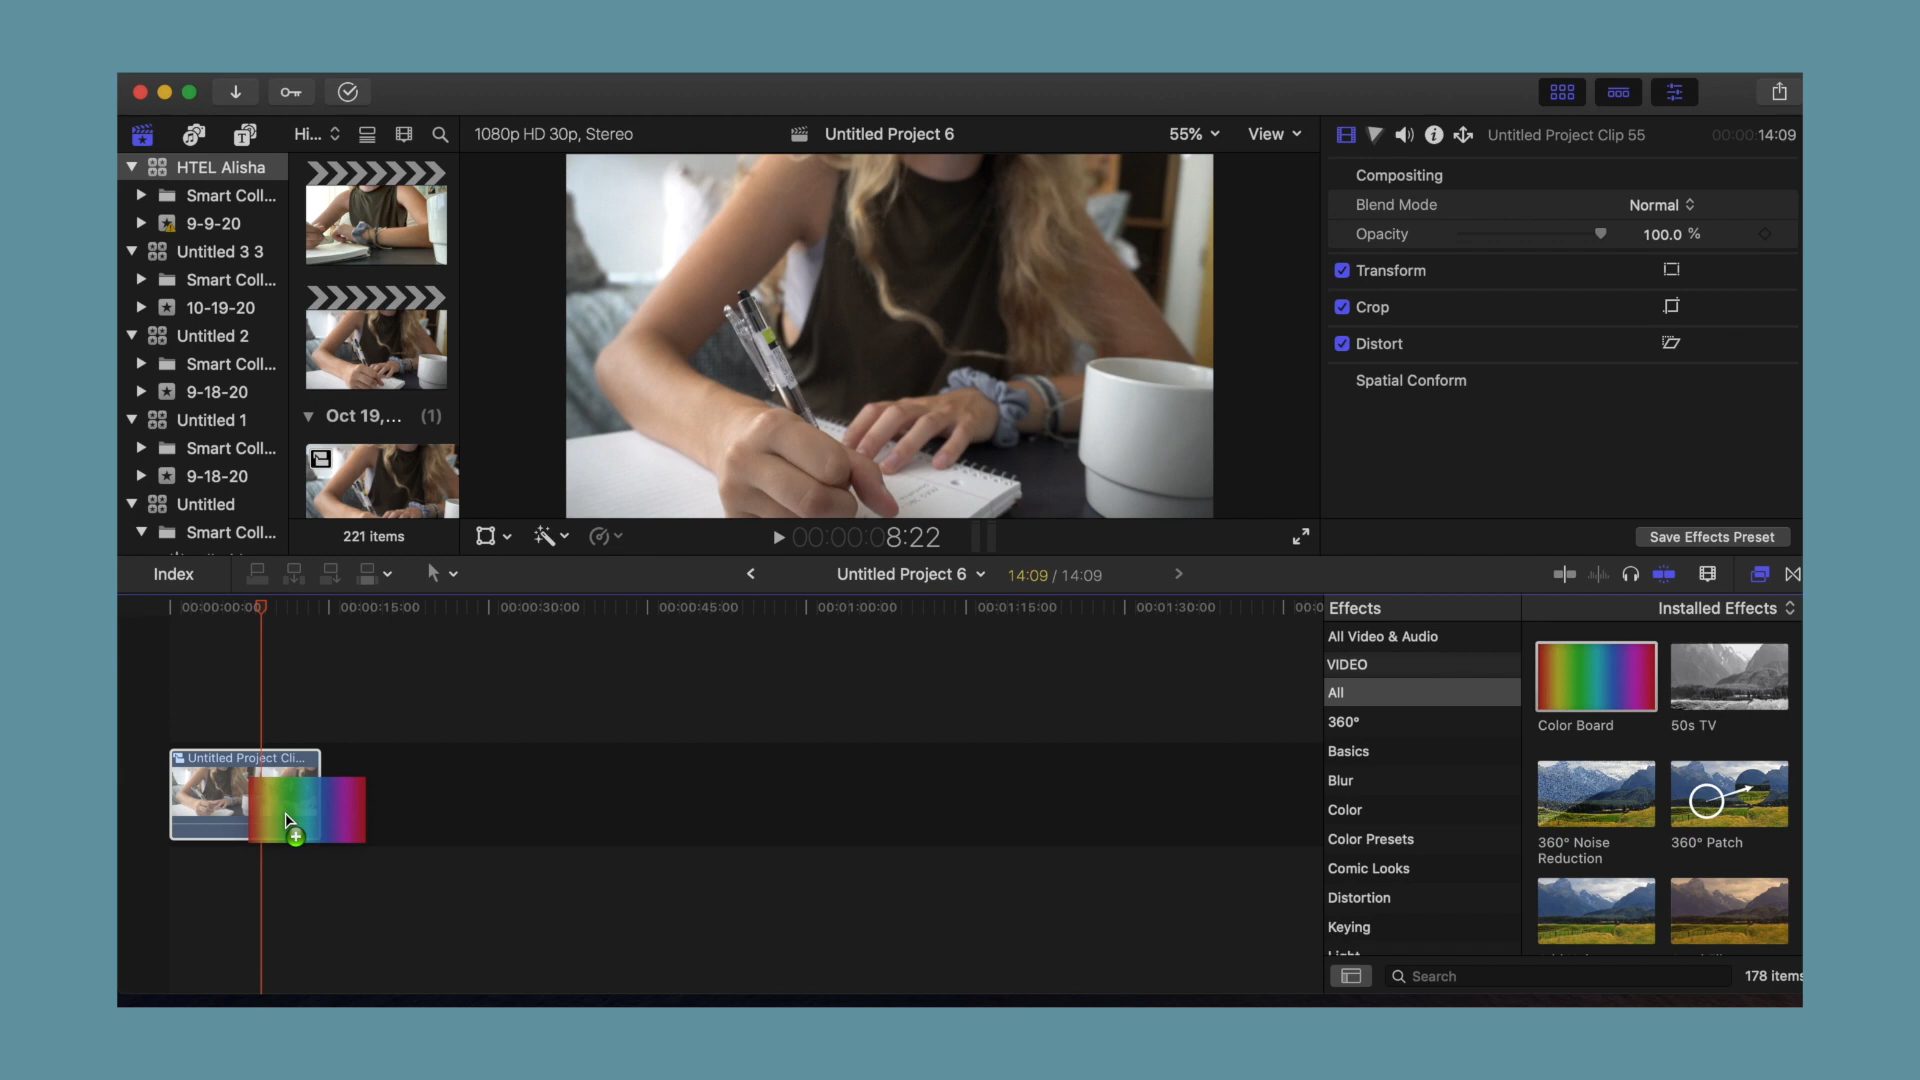 Hi...
1080p HD 30p, Stereo
Untitled Project 6
55%
View
Untitled Project Clip 55
00:00:14:09
HTEL Alisha
Smart Coll...
9-9-20
Untitled 3 3
Smart Coll...
10-19-20
Untitled 2
Smart Coll...
9-18-20
Untitled 1
Smart Coll...
9-18-20
Untitled
Smart Coll...
Oct 19,... (1)
221 items
00:00:08:22
Compositing
Blend Mode
Normal
Opacity
100.0 %
Transform
Crop
Distort
Spatial Conform
Save Effects Preset
Index
Untitled Project 6
14:09 / 14:09
00:00:00:00
00:00:15:00
00:00:30:00
00:00:45:00
00:01:00:00
00:01:15:00
00:01:30:00
00:0
Untitled Project Cli...
Effects
Installed Effects
All Video & Audio
VIDEO
All
360°
Basics
Blur
Color
Color Presets
Comic Looks
Distortion
Keying
Light
Color Board
50s TV
360° Noise
Reduction
360° Patch
Search
178 items